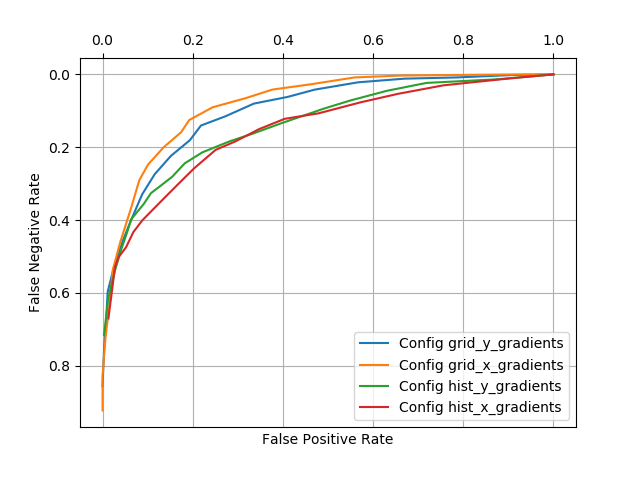 0.0 0.2 0.4 0.6 0.8 1.0
0.0
0.2
0.4
0.6
0.8
False Negative Rate
Config grid_y_gradients
Config grid_x_gradients
Config hist_y_gradients
Config hist_x_gradients
False Positive Rate